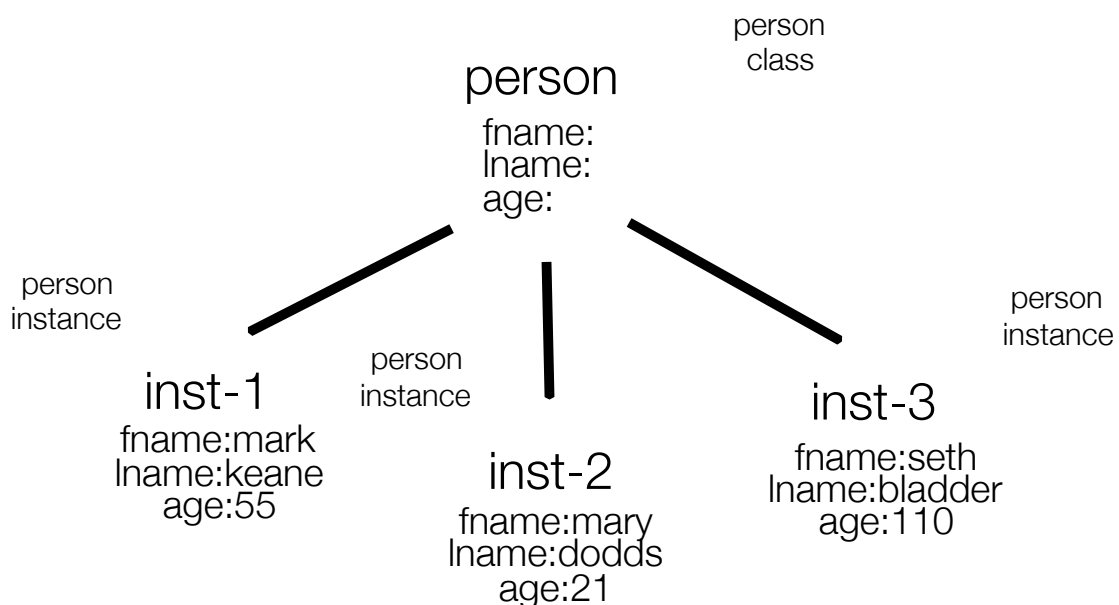 person
class
person
fname:
lname:
age:
person
instance
inst-1
fname:mark
lname:keane
age:55
person
instance
inst-2
fname:mary
lname:dodds
age:21
person
instance
inst-3
fname:seth
lname:bladder
age:110